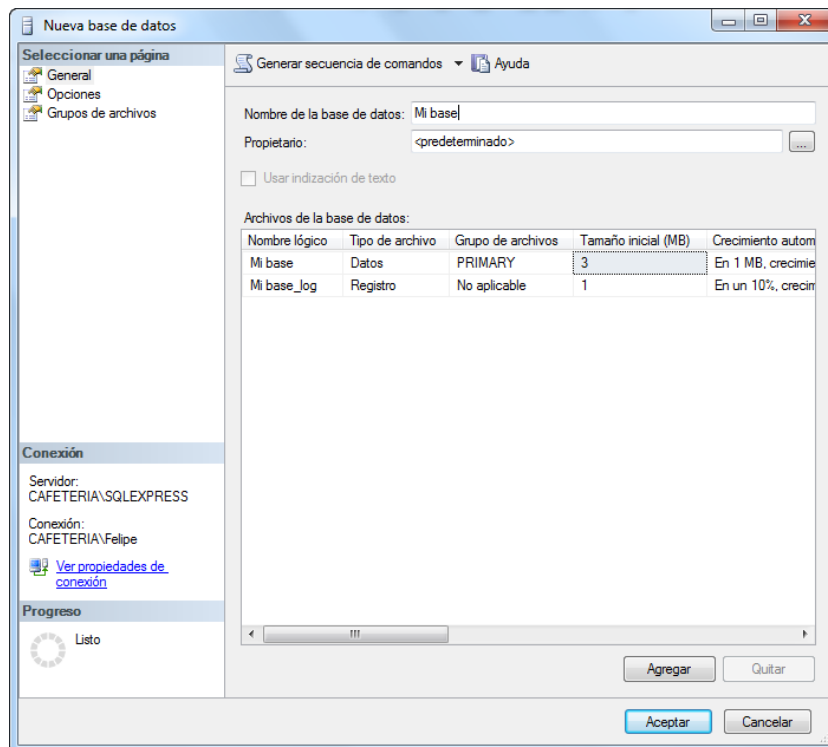 Nueva base de datos
Seleccionar una página
General
Opciones
Grupos de archivos
Generar secuencia de comandos
Ayuda
Nombre de la base de datos: Mi base
Propietario: <predeterminado> ...
Usar indización de texto
Archivos de la base de datos:
Nombre lógico Tipo de archivo Grupo de archivos Tamaño inicial (MB) Crecimiento autom
Mi base Datos PRIMARY 3 En 1 MB, crecimie
Mi base_log Registro No aplicable 1 En un 10%, crecim
Conexión
Servidor:
CAFETERIA\SQLEXPRESS
Conexión:
CAFETERIA\Felipe
Ver propiedades de
conexión
Progreso
Listo
Agregar Quitar
Aceptar Cancelar